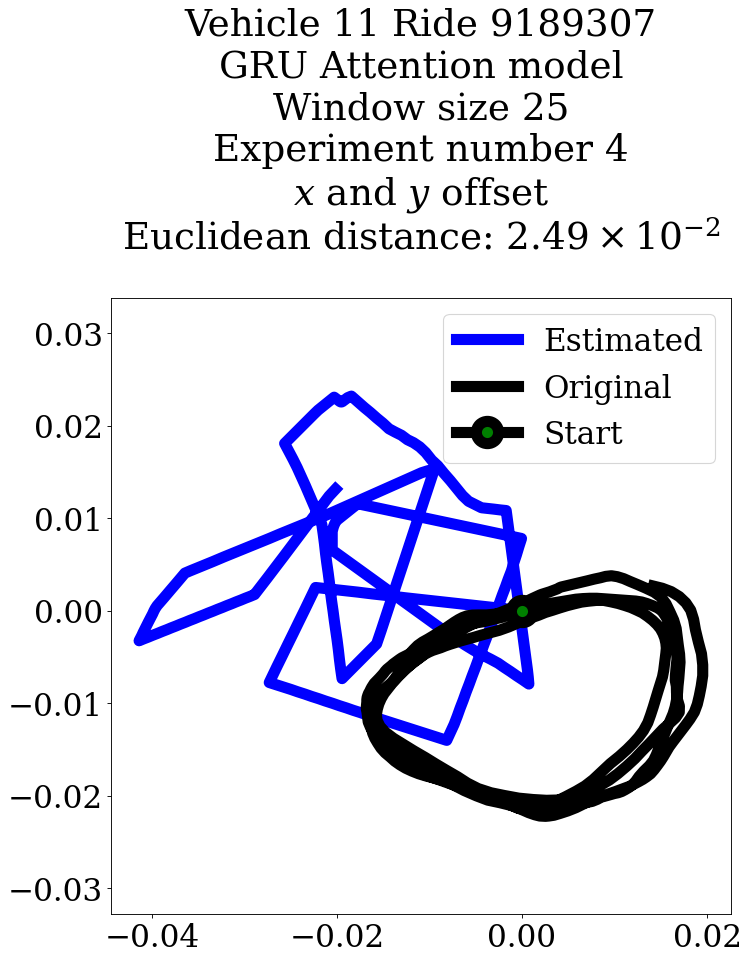 Vehicle 11 Ride 9189307
GRU Attention model
Window size 25
Experiment number 4
x and y offset
Euclidean distance: 2.49 × 10⁻²
Estimated
Original
Start
0.03
0.02
0.01
0.00
−0.01
−0.02
−0.03
−0.04
−0.02
0.00
0.02